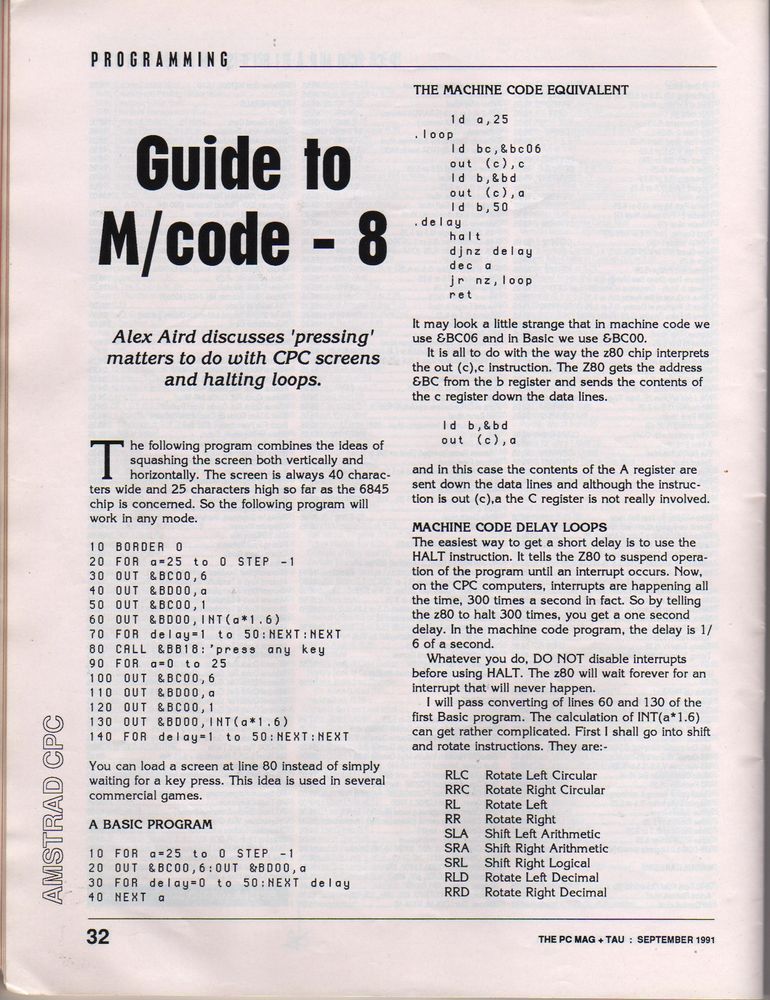 PROGRAMMING
Guide to
M/code - 8
Alex Aird discusses 'pressing'
matters to do with CPC screens
and halting loops.
The following program combines the ideas of
squashing the screen both vertically and
horizontally. The screen is always 40 charac-
ters wide and 25 characters high so far as the 6845
chip is concerned. So the following program will
work in any mode.
10 BORDER 0
20 FOR a=25 to 0 STEP -1
30 OUT &BC00,6
40 OUT &BD00,a
50 OUT &BC00,1
60 OUT &BD00,INT(a*1.6)
70 FOR delay=1 to 50:NEXT:NEXT
80 CALL &BB18:'press any key
90 FOR a=0 to 25
100 OUT &BC00,6
110 OUT &BD00,a
120 OUT &BC00,1
130 OUT &BD00,INT(a*1.6)
140 FOR delay=1 to 50:NEXT:NEXT
You can load a screen at line 80 instead of simply
waiting for a key press. This idea is used in several
commercial games.
A BASIC PROGRAM
10 FOR a=25 to 0 STEP -1
20 OUT &BC00,6:OUT &BD00,a
30 FOR delay=0 to 50:NEXT delay
40 NEXT a
THE MACHINE CODE EQUIVALENT
ld a,25
.loop
ld bc,&bc06
out (c),c
ld b,&bd
out (c),a
ld b,50
.delay
halt
djnz delay
dec a
jr nz,loop
ret
It may look a little strange that in machine code we
use &BC06 and in Basic we use &BC00.
It is all to do with the way the z80 chip interprets
the out (c),c instruction. The Z80 gets the address
&BC from the b register and sends the contents of
the c register down the data lines.
ld b,&bd
out (c),a
and in this case the contents of the A register are
sent down the data lines and although the instruc-
tion is out (c),a the C register is not really involved.
MACHINE CODE DELAY LOOPS
The easiest way to get a short delay is to use the
HALT instruction. It tells the Z80 to suspend opera-
tion of the program until an interrupt occurs. Now,
on the CPC computers, interrupts are happening all
the time, 300 times a second in fact. So by telling
the z80 to halt 300 times, you get a one second
delay. In the machine code program, the delay is 1/
6 of a second.
Whatever you do, DO NOT disable interrupts
before using HALT. The z80 will wait forever for an
interrupt that will never happen.
I will pass converting of lines 60 and 130 of the
first Basic program. The calculation of INT(a*1.6)
can get rather complicated. First I shall go into shift
and rotate instructions. They are:-
RLC Rotate Left Circular
RRC Rotate Right Circular
RL Rotate Left
RR Rotate Right
SLA Shift Left Arithmetic
SRA Shift Right Arithmetic
SRL Shift Right Logical
RLD Rotate Left Decimal
RRD Rotate Right Decimal
AMSTRAD CPC
32
THE PC MAG + TAU : SEPTEMBER 1991